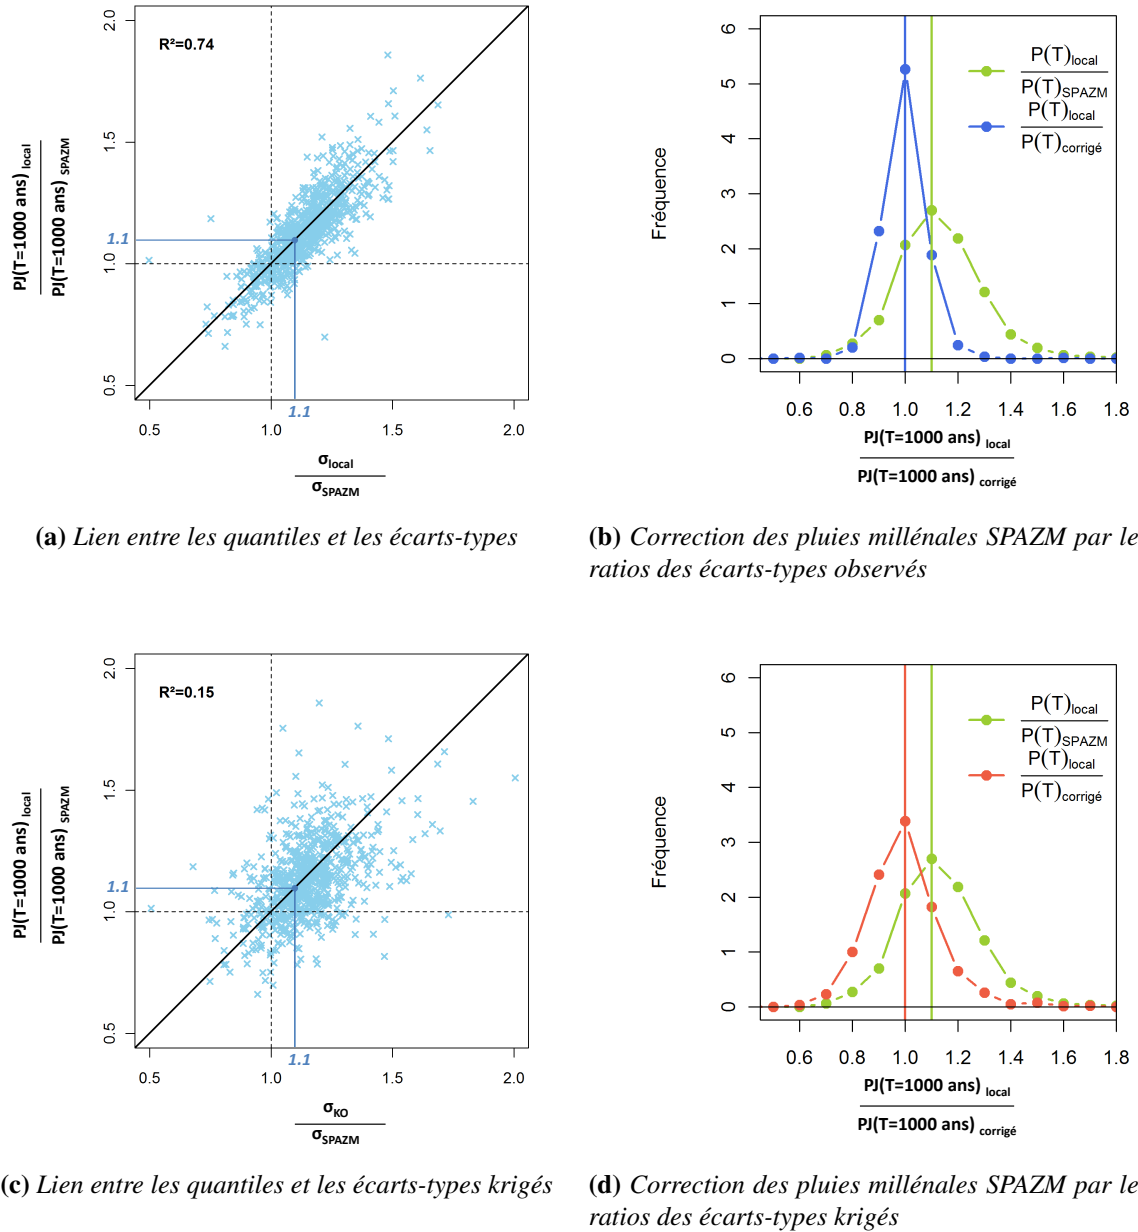 R²=0.74
2.0
1.5
1.0
0.5
1.1
PJ(T=1000 ans) local
PJ(T=1000 ans) SPAZM
0.5 1.0 1.5 2.0
1.1
σlocal
σSPAZM
(a) Lien entre les quantiles et les écarts-types
6
5
4
3
2
1
0
Fréquence
P(T)local
P(T)SPAZM
P(T)local
P(T)corrigé
0.6 0.8 1.0 1.2 1.4 1.6 1.8
PJ(T=1000 ans) local
PJ(T=1000 ans) corrigé
(b) Correction des pluies millénales SPAZM par le
ratios des écarts-types observés
R²=0.15
2.0
1.5
1.0
0.5
1.1
PJ(T=1000 ans) local
PJ(T=1000 ans) SPAZM
0.5 1.0 1.5 2.0
1.1
σKO
σSPAZM
(c) Lien entre les quantiles et les écarts-types krigés
6
5
4
3
2
1
0
Fréquence
P(T)local
P(T)SPAZM
P(T)local
P(T)corrigé
0.6 0.8 1.0 1.2 1.4 1.6 1.8
PJ(T=1000 ans) local
PJ(T=1000 ans) corrigé
(d) Correction des pluies millénales SPAZM par le
ratios des écarts-types krigés